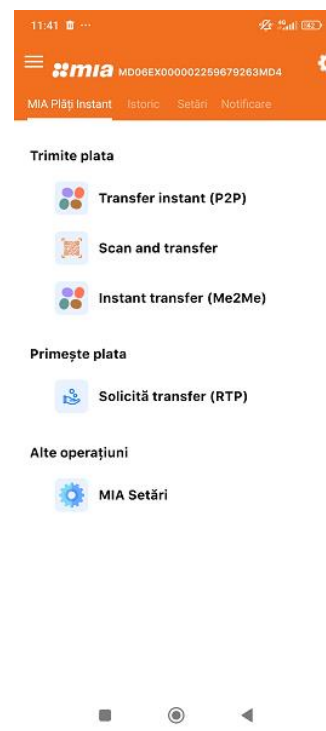 11:41
mia MD06EX000002259679263MD4
MIA Plăți Instant Istoric Setări Notificare
Trimite plata
Transfer instant (P2P)
Scan and transfer
Instant transfer (Me2Me)
Primește plata
Solicită transfer (RTP)
Alte operațiuni
MIA Setări